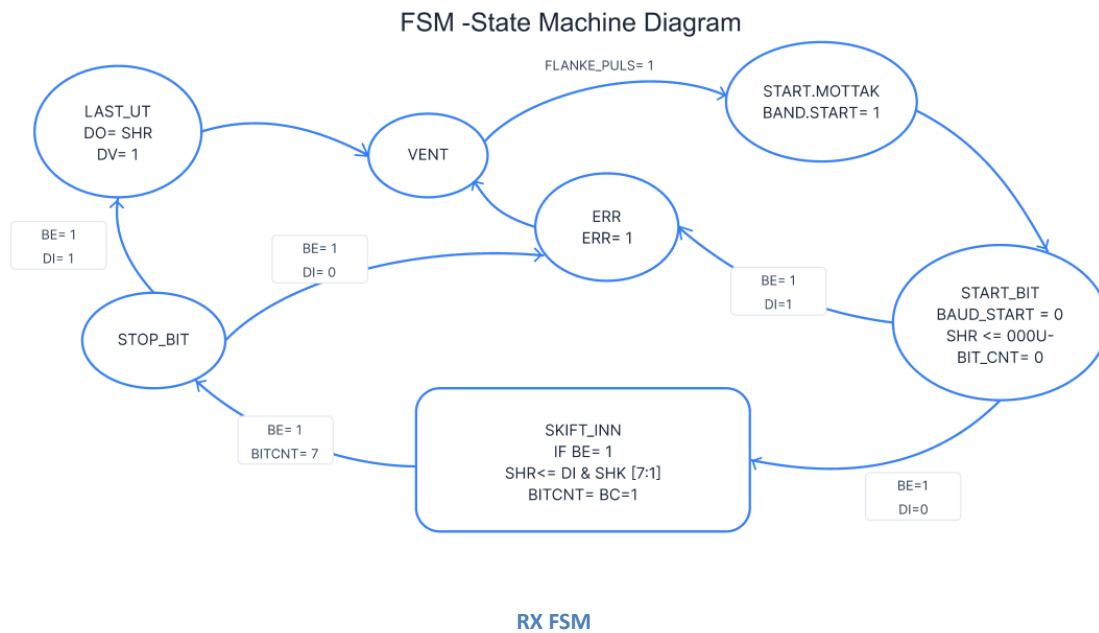 FSM -State Machine Diagram
FLANKE_PULS= 1
START.MOTTAK
BAND.START= 1
LAST_UT
DO= SHR
DV= 1
VENT
ERR
ERR= 1
BE= 1
DI= 1
BE= 1
DI= 0
BE= 1
DI=1
START_BIT
BAUD_START = 0
SHR <= 000U-
BIT_CNT= 0
STOP_BIT
SKIFT_INN
IF BE= 1
SHR<= DI & SHK [7:1]
BITCNT= BC=1
BE= 1
BITCNT= 7
BE=1
DI=0
RX FSM